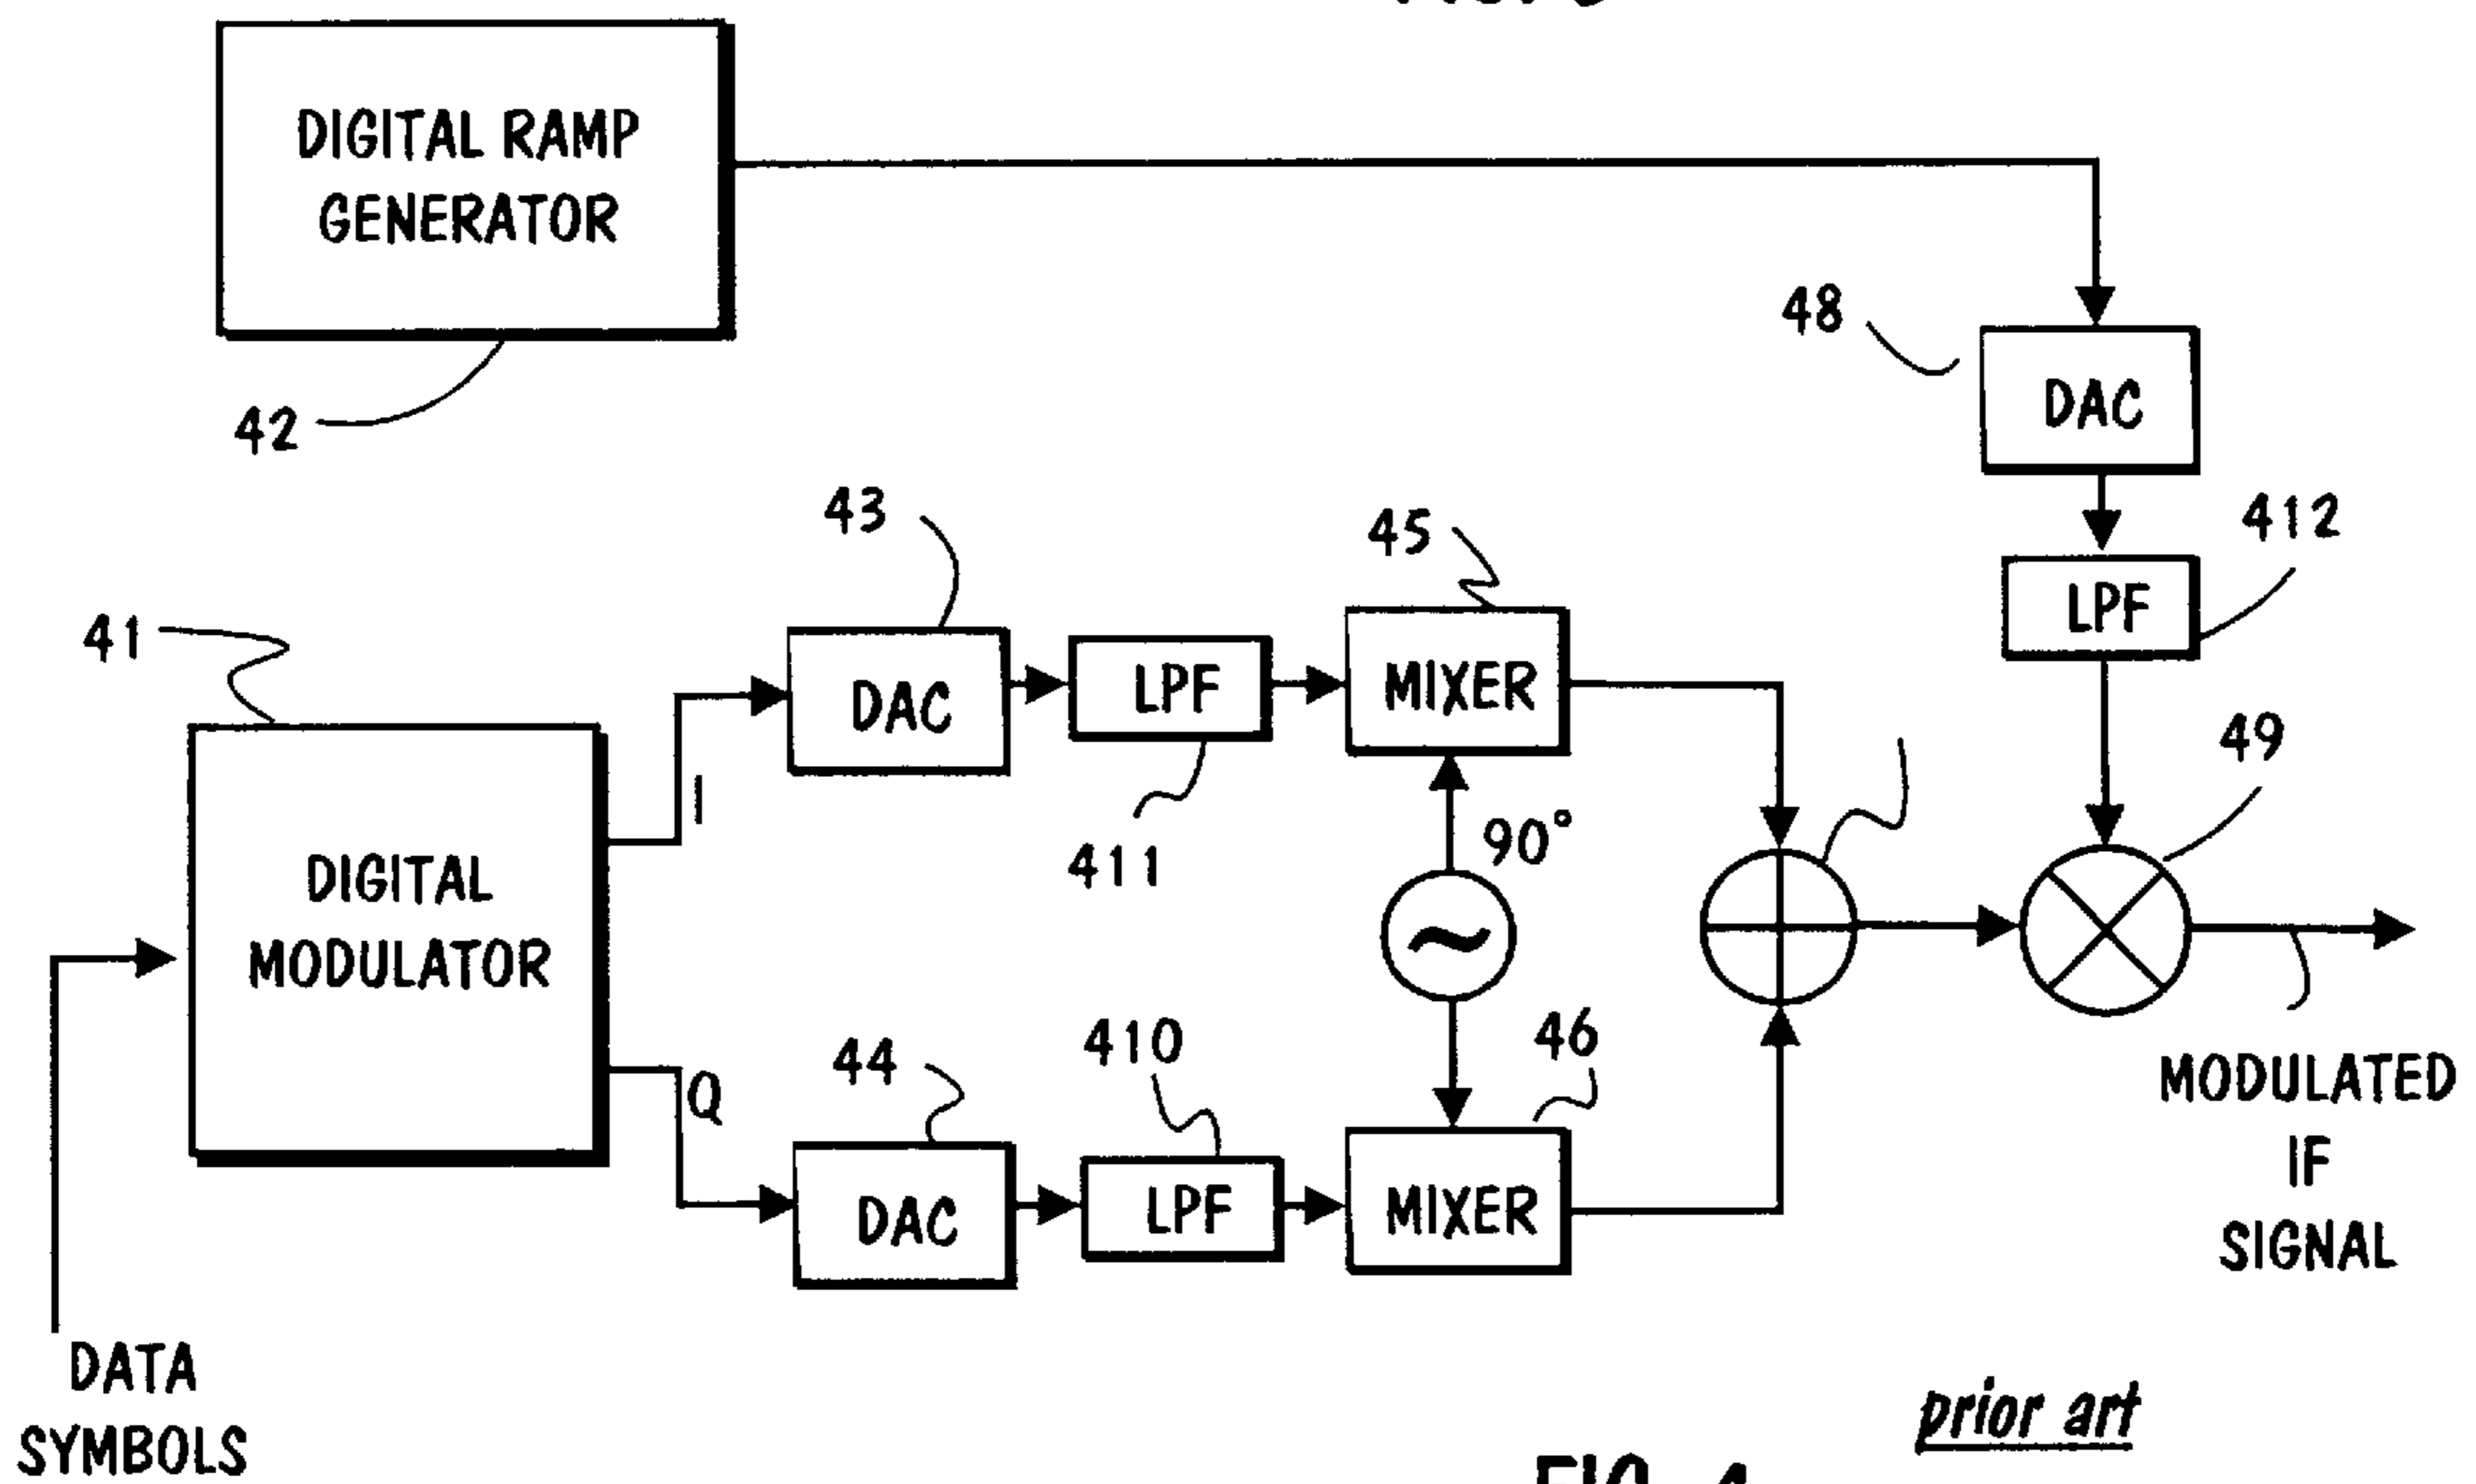 DIGITAL RAMP
GENERATOR
42
48
DAC
412
LPF
43
45
41
DAC
LPF
MIXER
49
I
411
90°
DIGITAL
MODULATOR
44
410
46
Q
DAC
LPF
MIXER
MODULATED
IF
SIGNAL
DATA
SYMBOLS
prior art